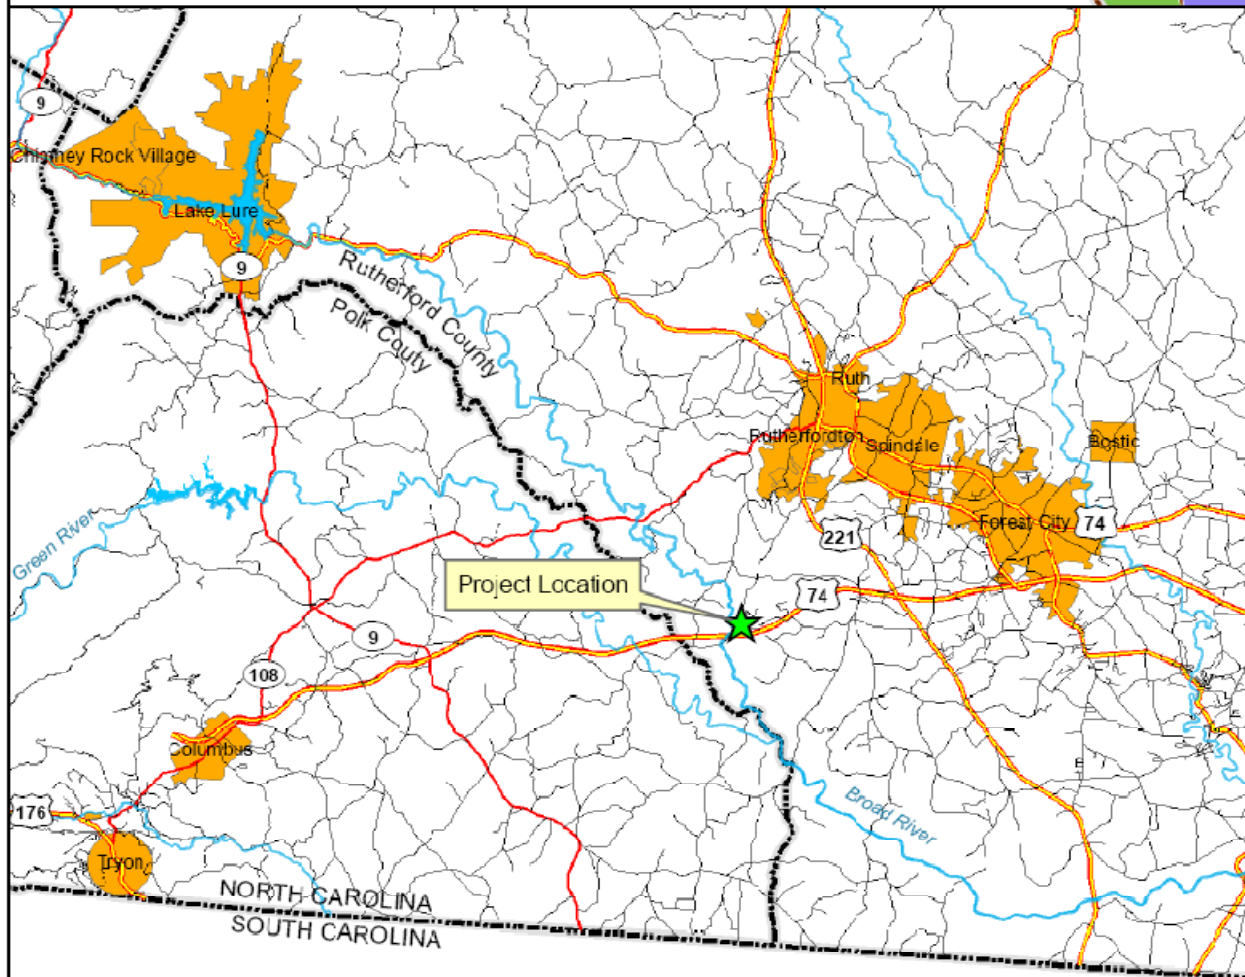 9
Chimney Rock Village
Lake Lure
9
Rutherford County
Polk Couty
Ruth
Rutherfordton
Spindale
Bostic
Forest City
74
221
Green River
Project Location
74
9
108
Columbus
176
Tryon
Broad River
NORTH CAROLINA
SOUTH CAROLINA